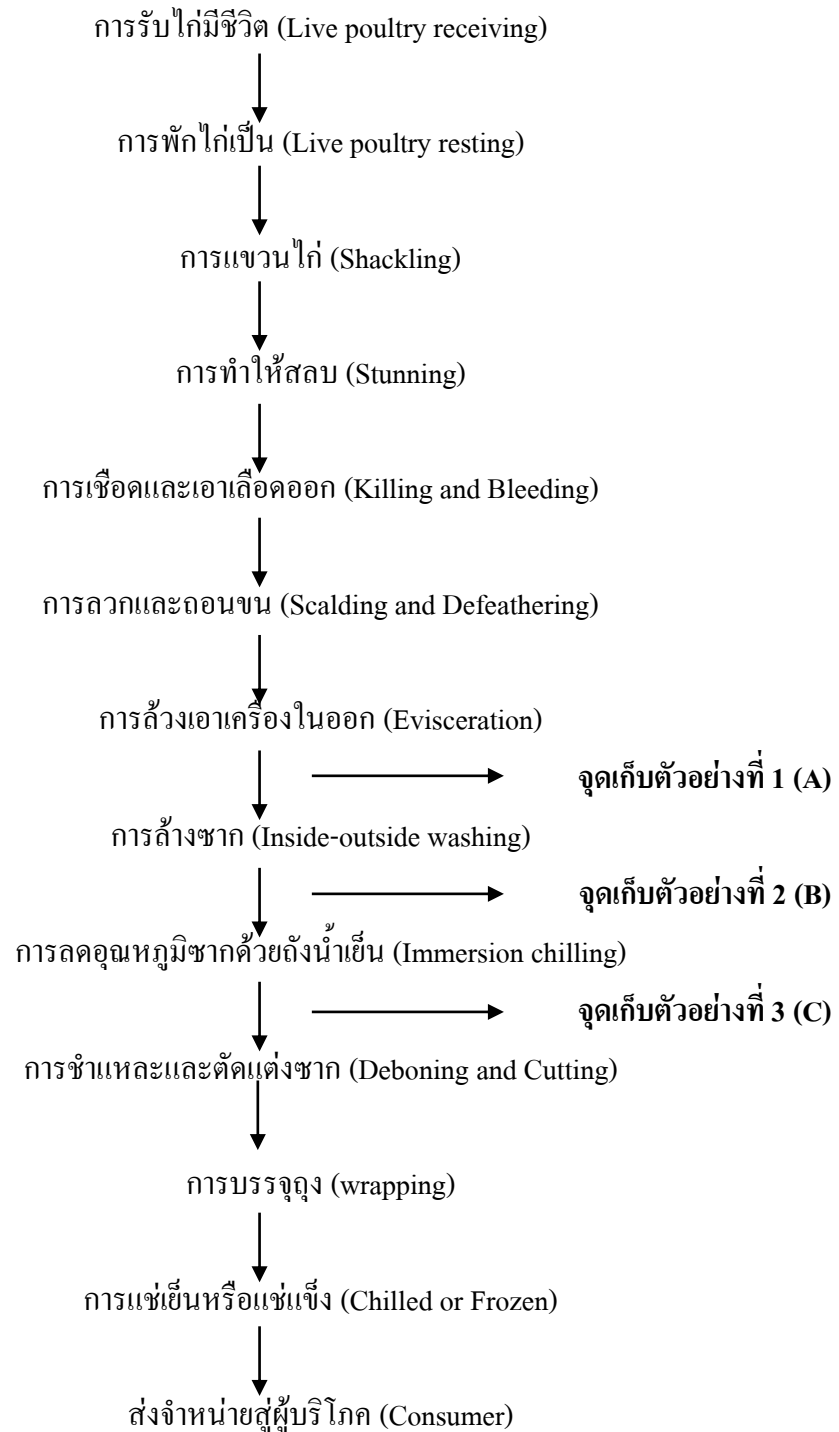 การรับไก่มีชีวิต (Live poultry receiving)
การพักไก่เป็น (Live poultry resting)
การแขวนไก่ (Shackling)
การทำให้สลบ (Stunning)
การเชือดและเอาเลือดออก (Killing and Bleeding)
การลวกและถอนขน (Scalding and Defeathering)
การล้วงเอาเครื่องในออก (Evisceration)
จุดเก็บตัวอย่างที่ 1 (A)
การล้างซาก (Inside-outside washing)
จุดเก็บตัวอย่างที่ 2 (B)
การลดอุณหภูมิซากด้วยถังน้ำเย็น (Immersion chilling)
จุดเก็บตัวอย่างที่ 3 (C)
การชำแหละและตัดแต่งซาก (Deboning and Cutting)
การบรรจุถุง (wrapping)
การแช่เย็นหรือแช่แข็ง (Chilled or Frozen)
ส่งจำหน่ายสู่ผู้บริโภค (Consumer)